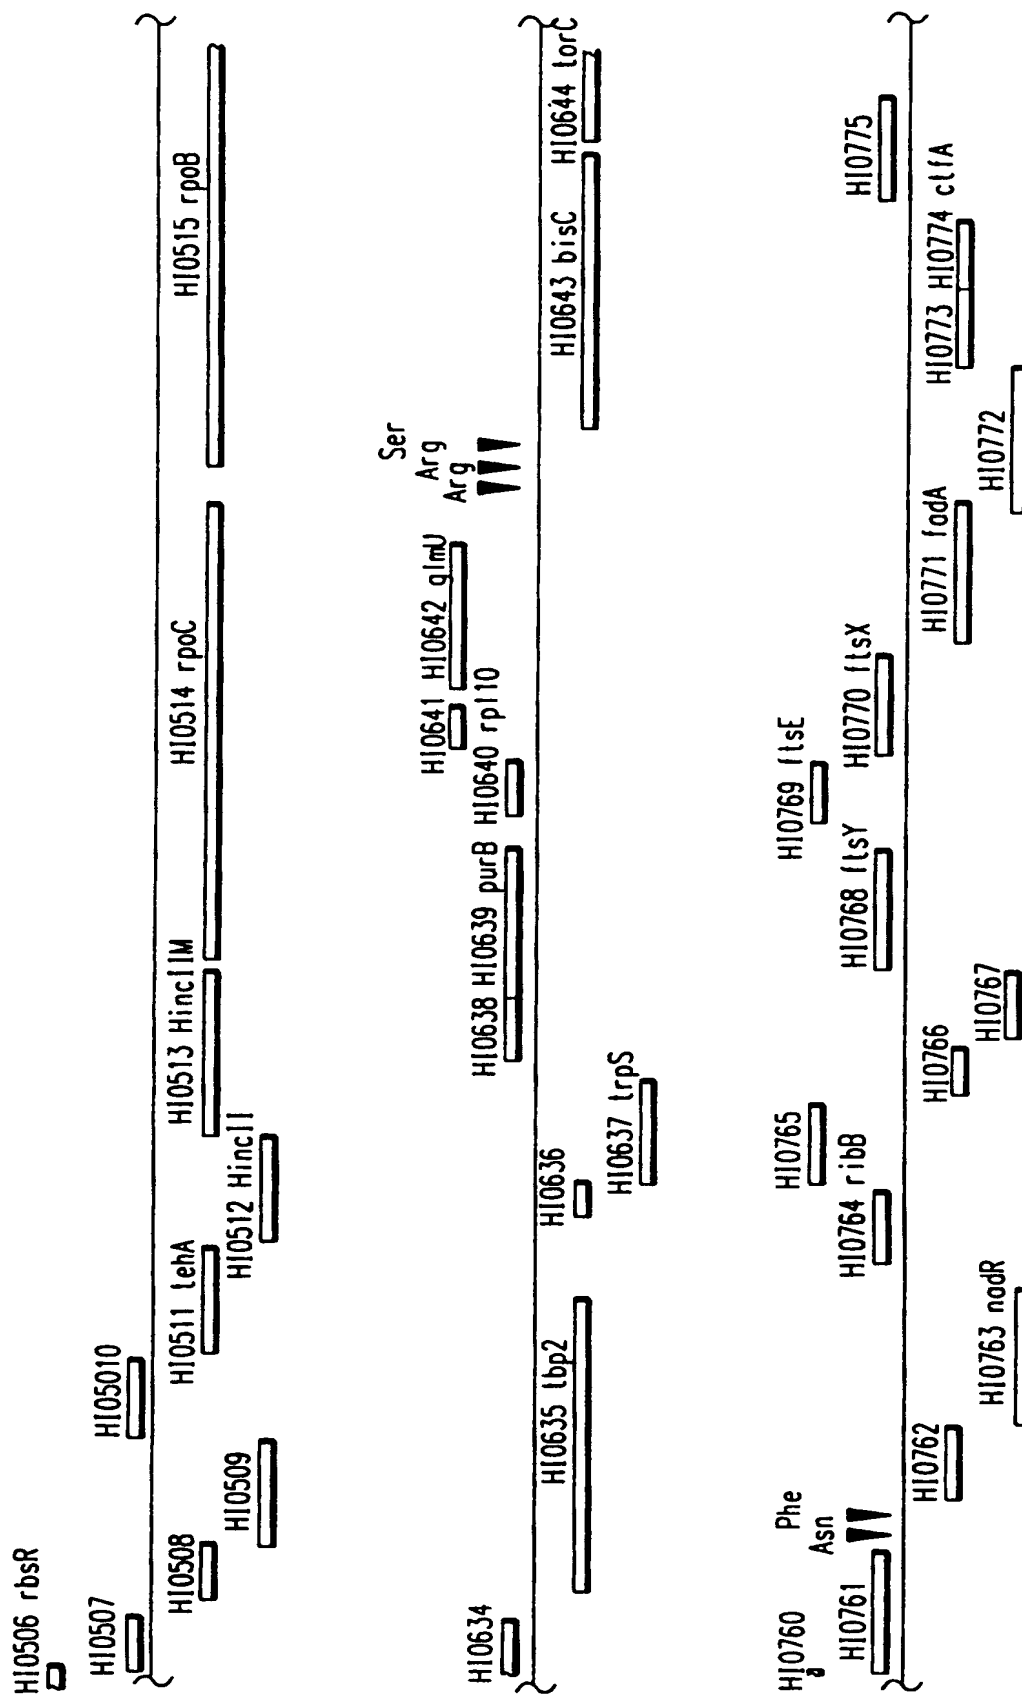 HI0506 rbsR
HI0507
HI0508
HI0509
HI05010
HI0511 tehA
HI0512 HincII
HI0513 HincIIM
HI0514 rpoC
HI0515 rpoB
HI0634
HI0635 tbp2
HI0636
HI0637 trpS
HI0638 HI0639 purB
HI0640 rpl10
HI0641 HI0642 glmU
Arg
Arg
Ser
HI0643 bisC
HI0644 torC
HI0760
HI0761
Asn
Phe
HI0762
HI0763 nadR
HI0764 ribB
HI0765
HI0766
HI0767
HI0768 ftsY
HI0769 ftsE
HI0770 ftsX
HI0771 fadA
HI0772
HI0773 HI0774 ctfA
HI0775